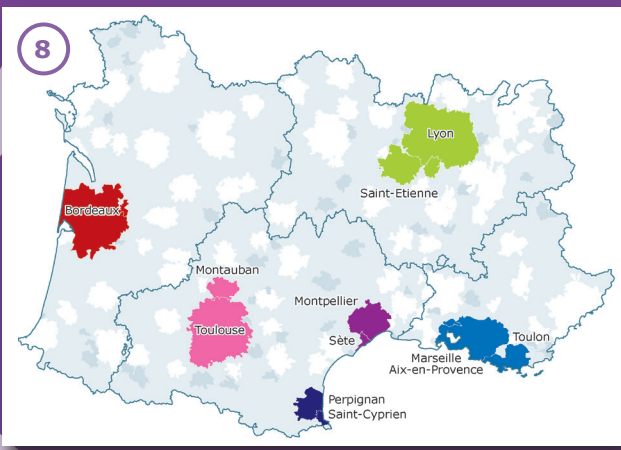 8
Lyon
Saint-Etienne
Bordeaux
Montauban
Toulouse
Montpellier
Sète
Toulon
Marseille
Aix-en-Provence
Perpignan
Saint-Cyprien